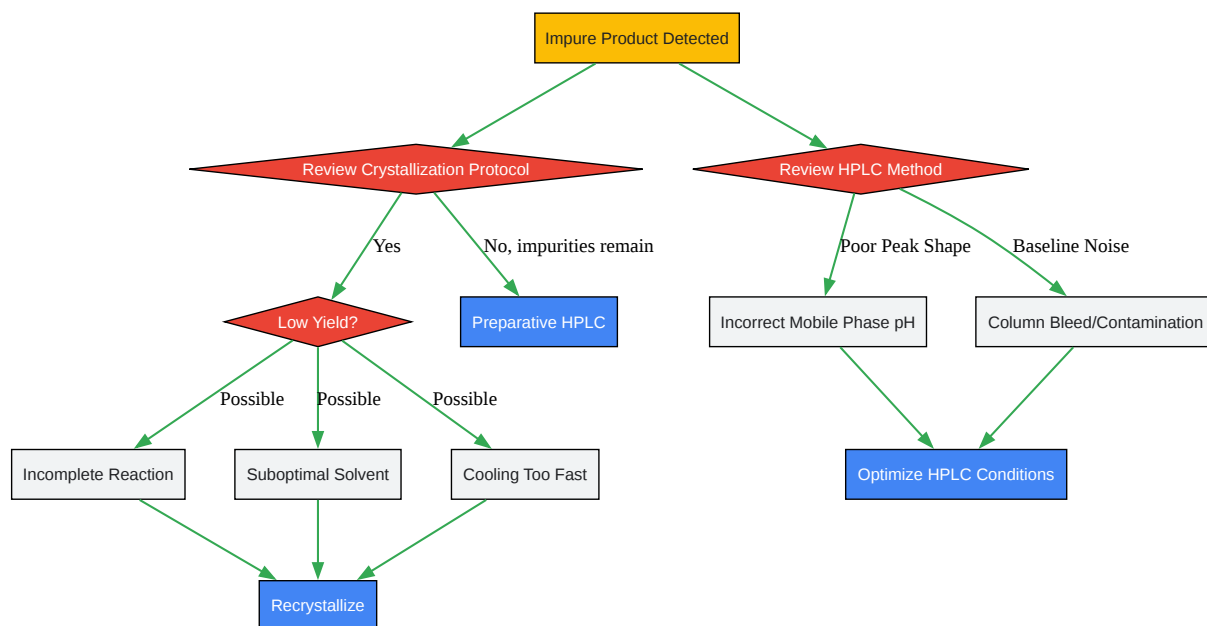 Impure Product Detected
Review Crystallization Protocol
Review HPLC Method
Yes
No, impurities remain
Poor Peak Shape
Baseline Noise
Low Yield?
Preparative HPLC
Incorrect Mobile Phase pH
Column Bleed/Contamination
Possible
Possible
Possible
Incomplete Reaction
Suboptimal Solvent
Cooling Too Fast
Optimize HPLC Conditions
Recrystallize